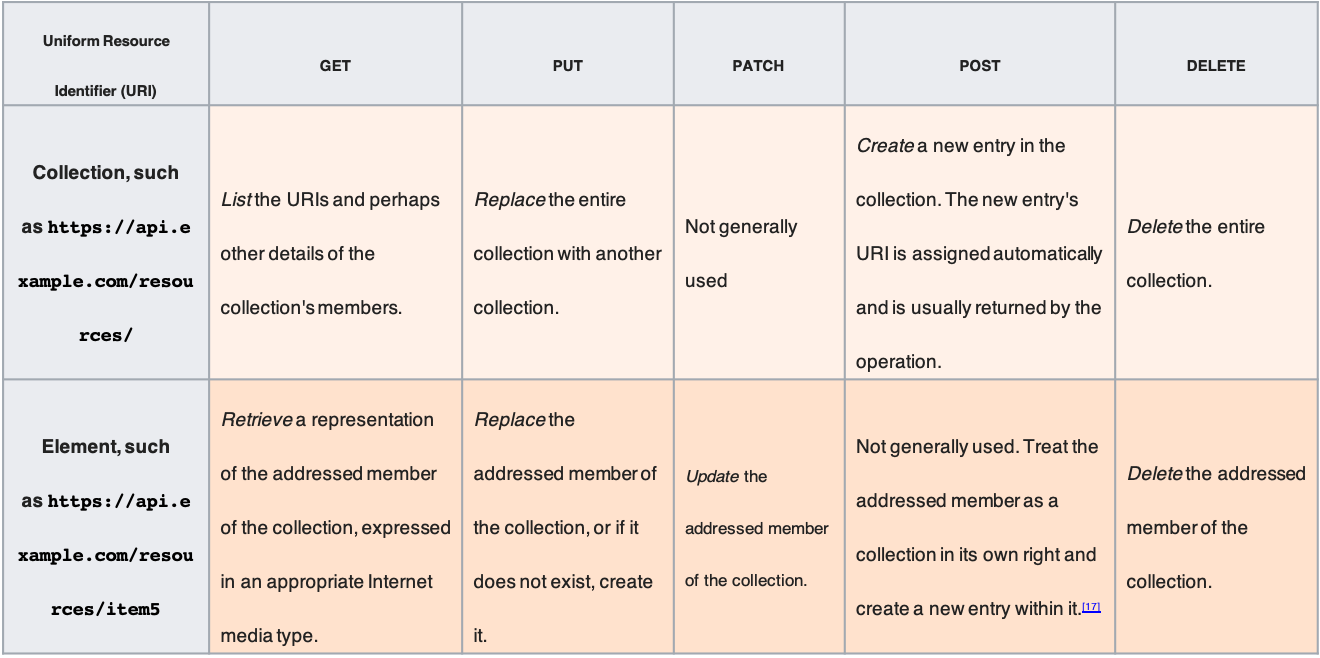 Uniform Resource
Identifier (URI)
GET
PUT
PATCH
POST
DELETE
Collection, such
as https://api.e
xample.com/resou
rces/
List the URIs and perhaps
other details of the
collection's members.
Replace the entire
collection with another
collection.
Not generally
used
Create a new entry in the
collection. The new entry's
URI is assigned automatically
and is usually returned by the
operation.
Delete the entire
collection.
Element, such
as https://api.e
xample.com/resou
rces/item5
Retrieve a representation
of the addressed member
of the collection, expressed
in an appropriate Internet
media type.
Replace the
addressed member of
the collection, or if it
does not exist, create
it.
Update the
addressed member
of the collection.
Not generally used. Treat the
addressed member as a
collection in its own right and
create a new entry within it.[17]
Delete the addressed
member of the
collection.